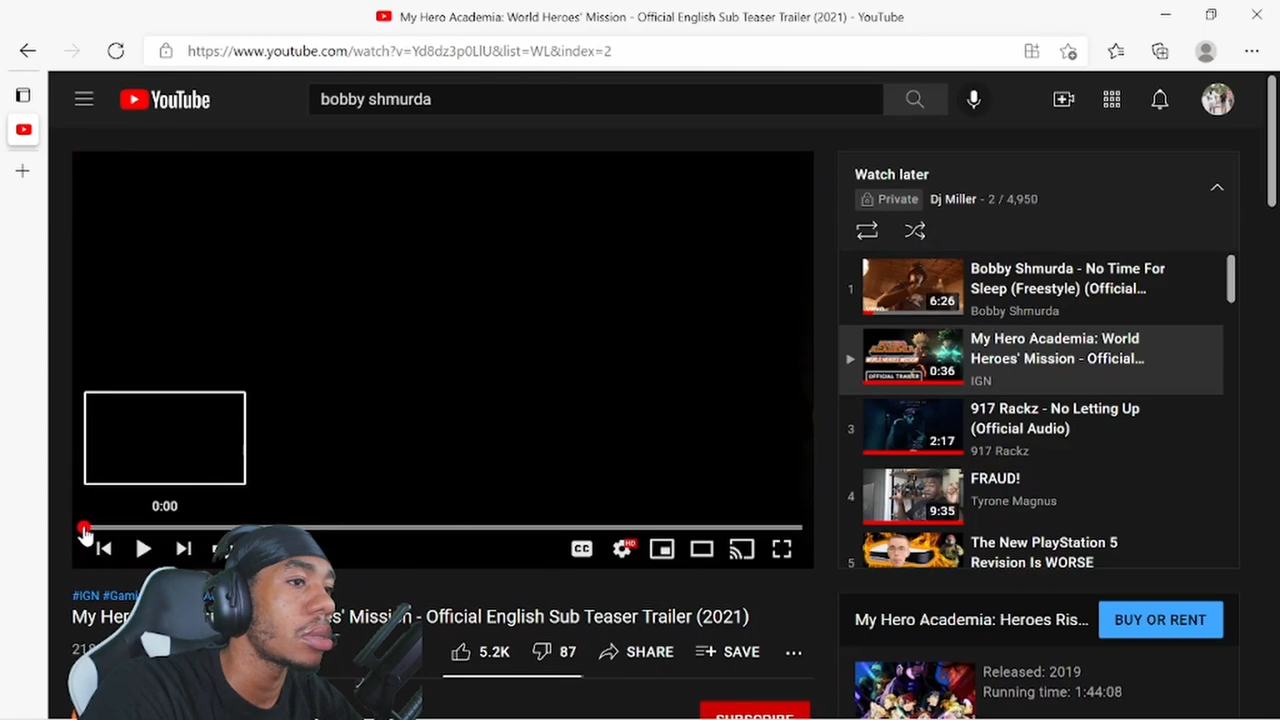 My Hero Academia: World Heroes' Mission - Official English Sub Teaser Trailer (2021) - YouTube
https://www.youtube.com/watch?v=Yd8dz3p0LlU&list=WL&index=2
YouTube
bobby shmurda
Watch later
Private Dj Miller - 2 / 4,950
1
6:26
Bobby Shmurda - No Time For
Sleep (Freestyle) (Official...
Bobby Shmurda
OFFICIAL TRAILER
0:36
My Hero Academia: World
Heroes' Mission - Official...
IGN
3
2:17
917 Rackz - No Letting Up
(Official Audio)
917 Rackz
4
9:35
FRAUD!
Tyrone Magnus
5
The New PlayStation 5
Revision Is WORSE
0:00
CC
HD
#IGN
My Her
s' Mission - Official English Sub Teaser Trailer (2021)
5.2K
87
SHARE
SAVE
SUBSCRIBE
My Hero Academia: Heroes Ris...
BUY OR RENT
Released: 2019
Running time: 1:44:08